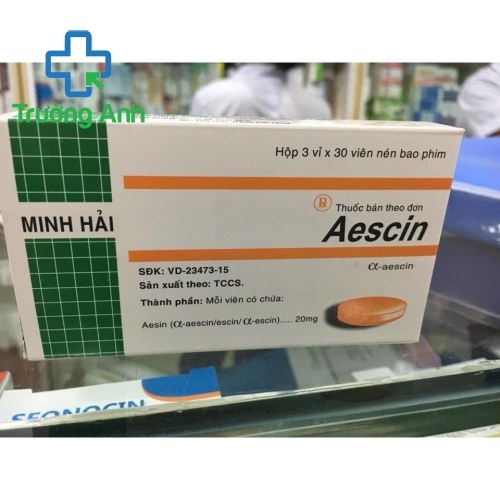 Trường Anh
Hộp 3 vỉ x 30 viên nén bao phim
MINH HẢI
Thuốc bán theo đơn
Aescin
α-aescin
SĐK: VD-23473-15
Sản xuất theo: TCCS.
Thành phần: Mỗi viên có chứa:
Aesin (α-aescin/escin/α-escin)..... 20mg
SEONOCIN